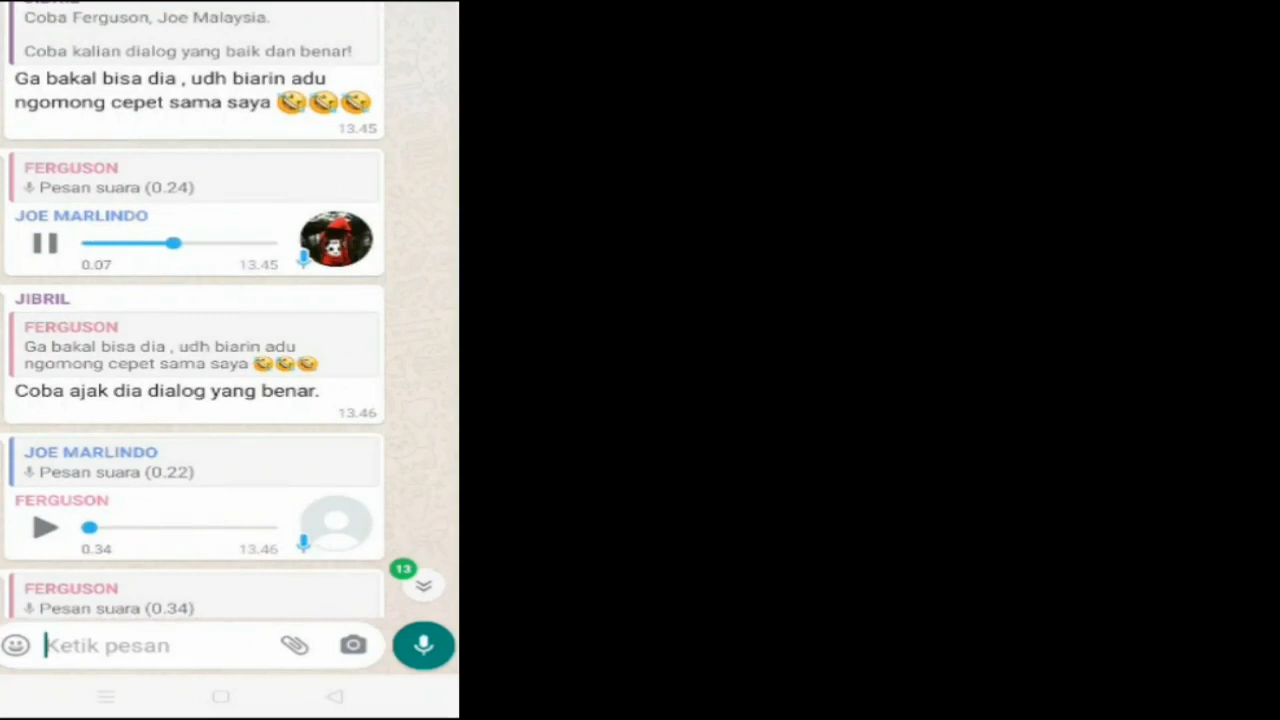 Coba Ferguson, Joe Malaysia.
Coba kalian dialog yang baik dan benar!
Ga bakal bisa dia , udh biarin adu
ngomong cepet sama saya 🤣🤣🤣
13.45
FERGUSON
Pesan suara (0.24)
JOE MARLINDO
0.07
13.45
JIBRIL
FERGUSON
Ga bakal bisa dia , udh biarin adu
ngomong cepet sama saya 🤣🤣🤣
Coba ajak dia dialog yang benar.
13.46
JOE MARLINDO
Pesan suara (0.22)
FERGUSON
0.34
13.46
13
FERGUSON
Pesan suara (0.34)
Ketik pesan